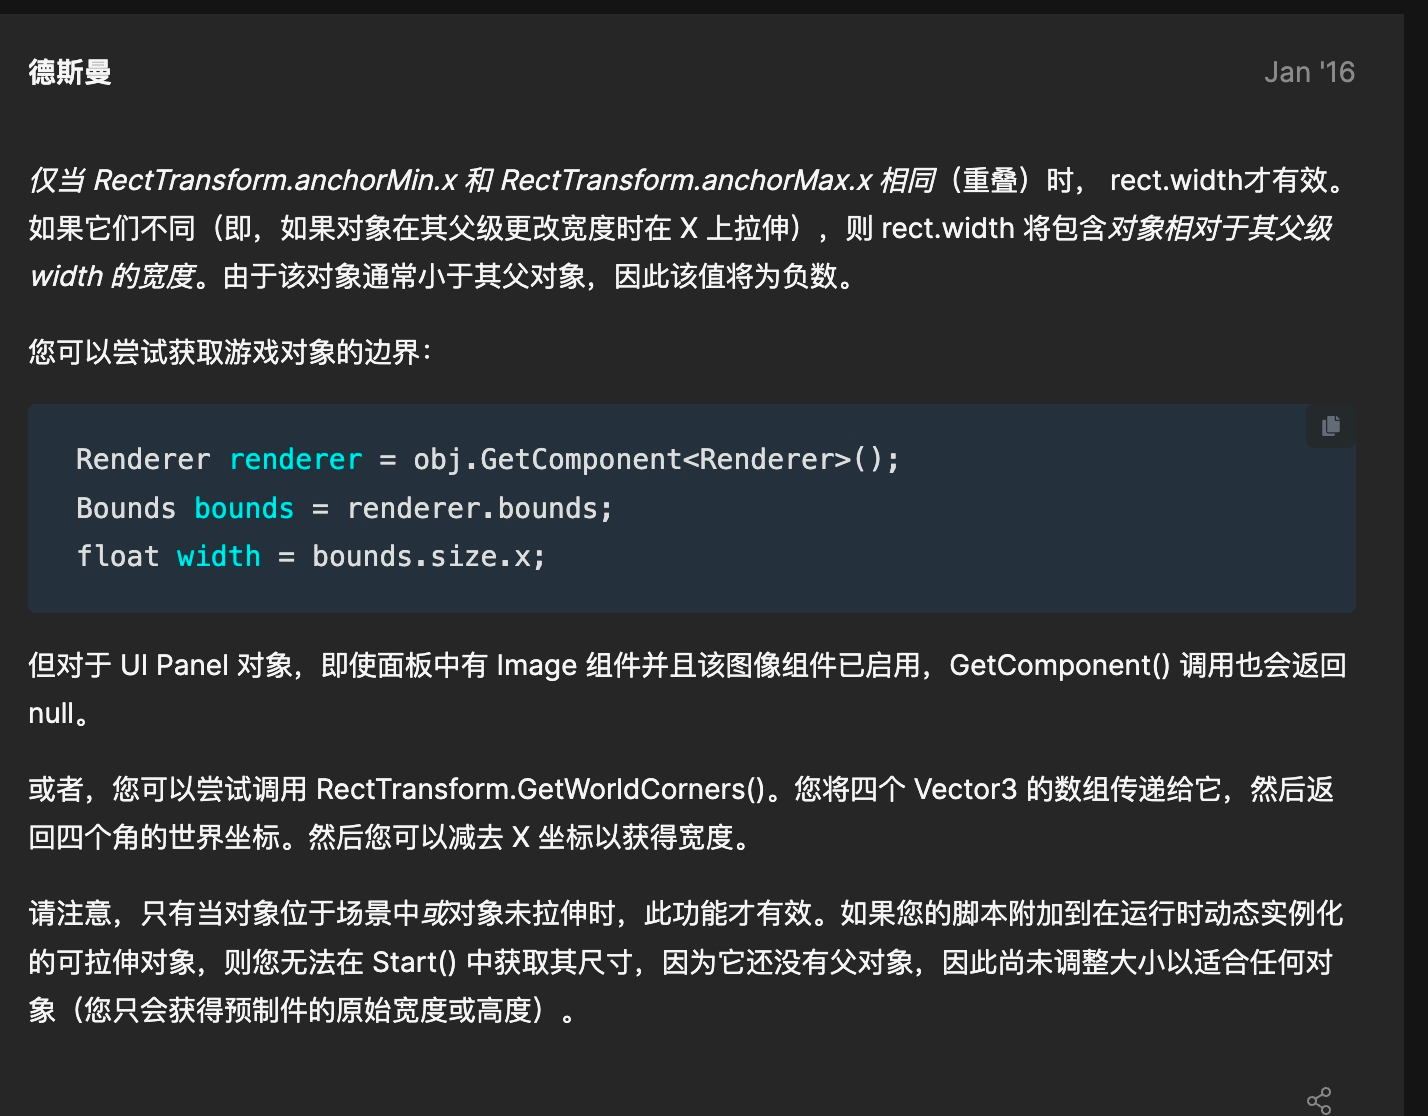 德斯曼
Jan '16
仅当 RectTransform.anchorMin.x 和 RectTransform.anchorMax.x 相同（重叠）时， rect.width才有效。
如果它们不同（即，如果对象在其父级更改宽度时在 X 上拉伸），则 rect.width 将包含对象相对于其父级
width 的宽度。由于该对象通常小于其父对象，因此该值将为负数。
您可以尝试获取游戏对象的边界：
Renderer renderer = obj.GetComponent<Renderer>();
Bounds bounds = renderer.bounds;
float width = bounds.size.x;
但对于 UI Panel 对象，即使面板中有 Image 组件并且该图像组件已启用，GetComponent() 调用也会返回
null。
或者，您可以尝试调用 RectTransform.GetWorldCorners()。您将四个 Vector3 的数组传递给它，然后返
回四个角的世界坐标。然后您可以减去 X 坐标以获得宽度。
请注意，只有当对象位于场景中或对象未拉伸时，此功能才有效。如果您的脚本附加到在运行时动态实例化
的可拉伸对象，则您无法在 Start() 中获取其尺寸，因为它还没有父对象，因此尚未调整大小以适合任何对
象（您只会获得预制件的原始宽度或高度）。